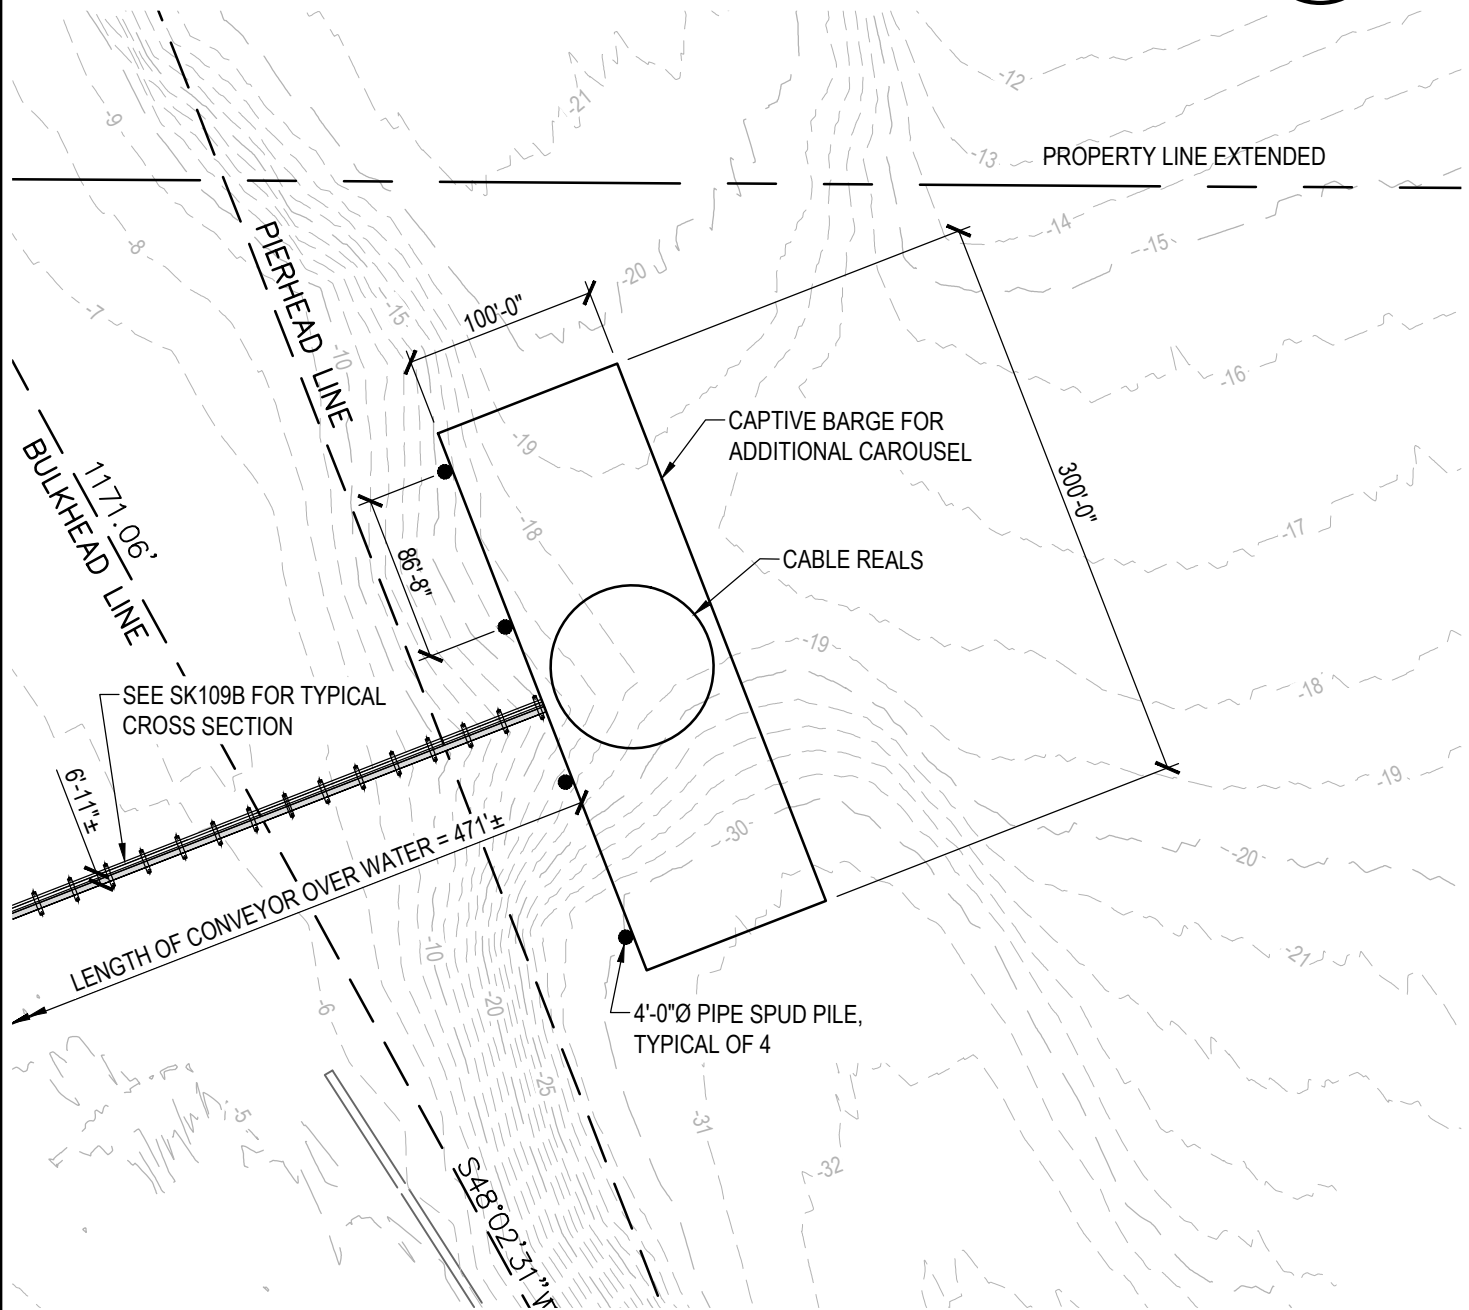 -12
-21
-9
-13
PROPERTY LINE EXTENDED
-14
-15
-8
-20
PIERHEAD LINE
-7
-15
100'-0"
-10
-16
CAPTIVE BARGE FOR
ADDITIONAL CAROUSEL
-19
1171.06'
BULKHEAD LINE
300'-0"
-18
-17
86'-8"
CABLE REALS
-19
SEE SK109B FOR TYPICAL
CROSS SECTION
-18
6'-11"±
-19
-30
-20
LENGTH OF CONVEYOR OVER WATER = 471'±
-10
-21
-6
-20
4'-0"Ø PIPE SPUD PILE,
TYPICAL OF 4
-25
-5
-31
-32
S48°02'31"W